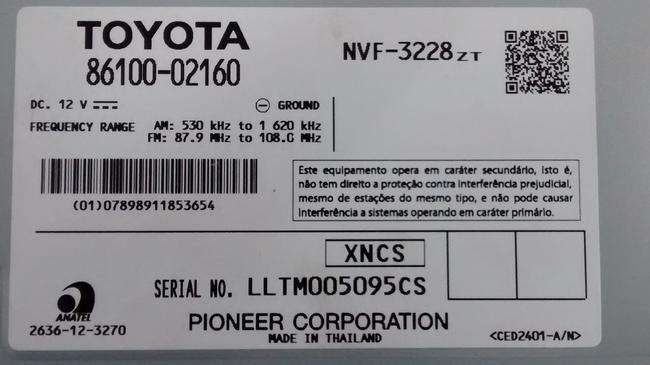 TOYOTA
86100-02160
NVF-3228 ZT
DC. 12 V
GROUND
FREQUENCY RANGE AM: 530 kHz to 1 620 kHz
FM: 87.9 MHz to 108.0 MHz
(01)07898911853654
Este equipamento opera em caráter secundário, isto é,
não tem direito a proteção contra interferência prejudicial,
mesmo de estações do mesmo tipo, e não pode causar
interferência a sistemas operando em caráter primário.
XNCS
SERIAL NO. LLTM005095CS
ANATEL
2636-12-3270
PIONEER CORPORATION
MADE IN THAILAND
<CED2401-A/N>